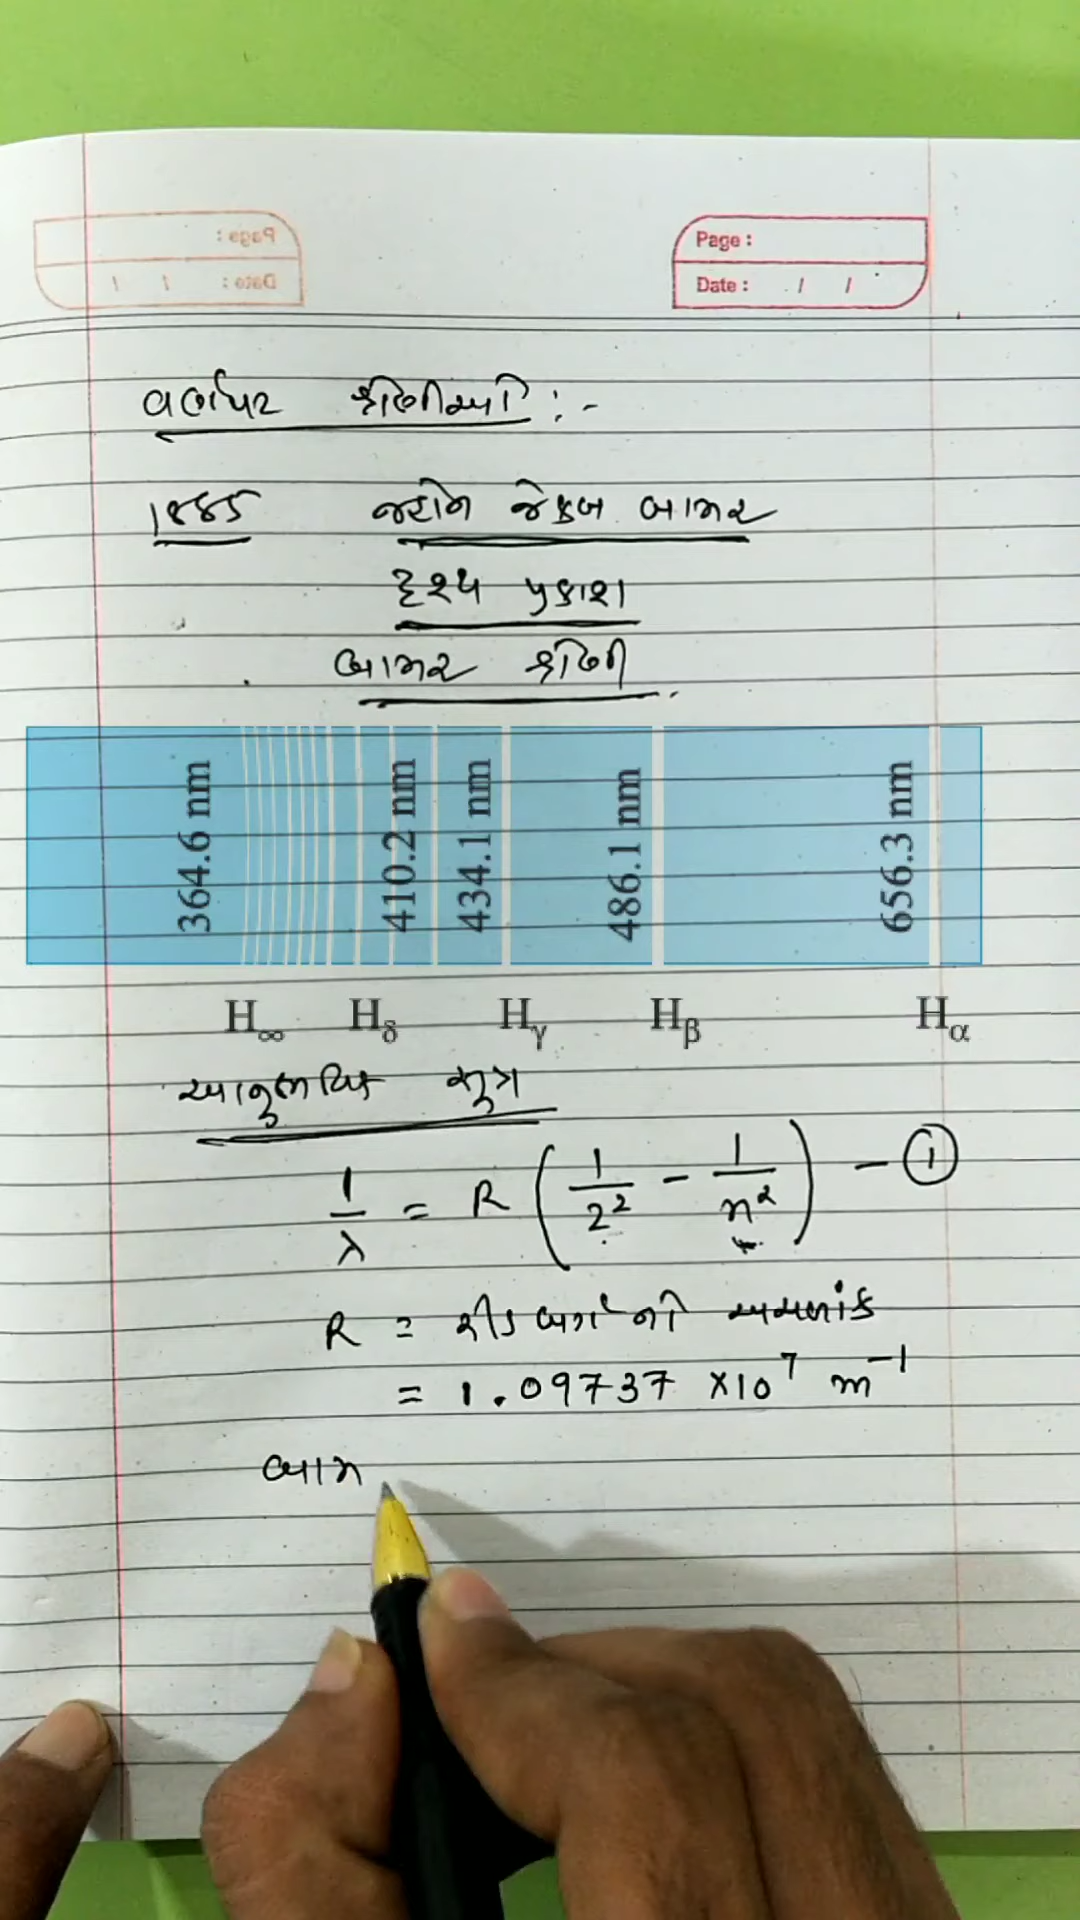 Page :
Date : / /
વર્ણપટ શ્રેણીઓ :-
1885 જહોન જેકબ બામર
દૃશ્ય પ્રકાશ
બામર શ્રેણી
364.6 nm 410.2 nm 434.1 nm 486.1 nm 656.3 nm
H∞ Hδ Hγ Hβ Hα
આનુભવિક સૂત્ર
1/λ = R (1/2² - 1/n²) - ①
R = રીડબર્ગનો અચળાંક
= 1.09737 ×10⁷ m⁻¹
બામ